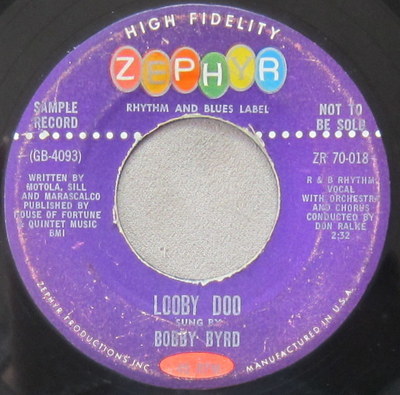 HIGH FIDELITY
ZEPHYR
RHYTHM AND BLUES LABEL
SAMPLE
RECORD
NOT TO
BE SOLD
(GB-4093)
ZR 70-018
WRITTEN BY
MOTOLA, SILL
AND MARASCALCO
PUBLISHED BY
HOUSE OF FORTUNE
QUINTET MUSIC
BMI
R & B RHYTHM
VOCAL
WITH ORCHESTRA
AND CHORUS
CONDUCTED BY
DON RALKE
2:32
LOOBY DOO
SUNG BY
BOBBY BYRD
ZEPHYR PRODUCTIONS INC.
MANUFACTURED IN U.S.A.